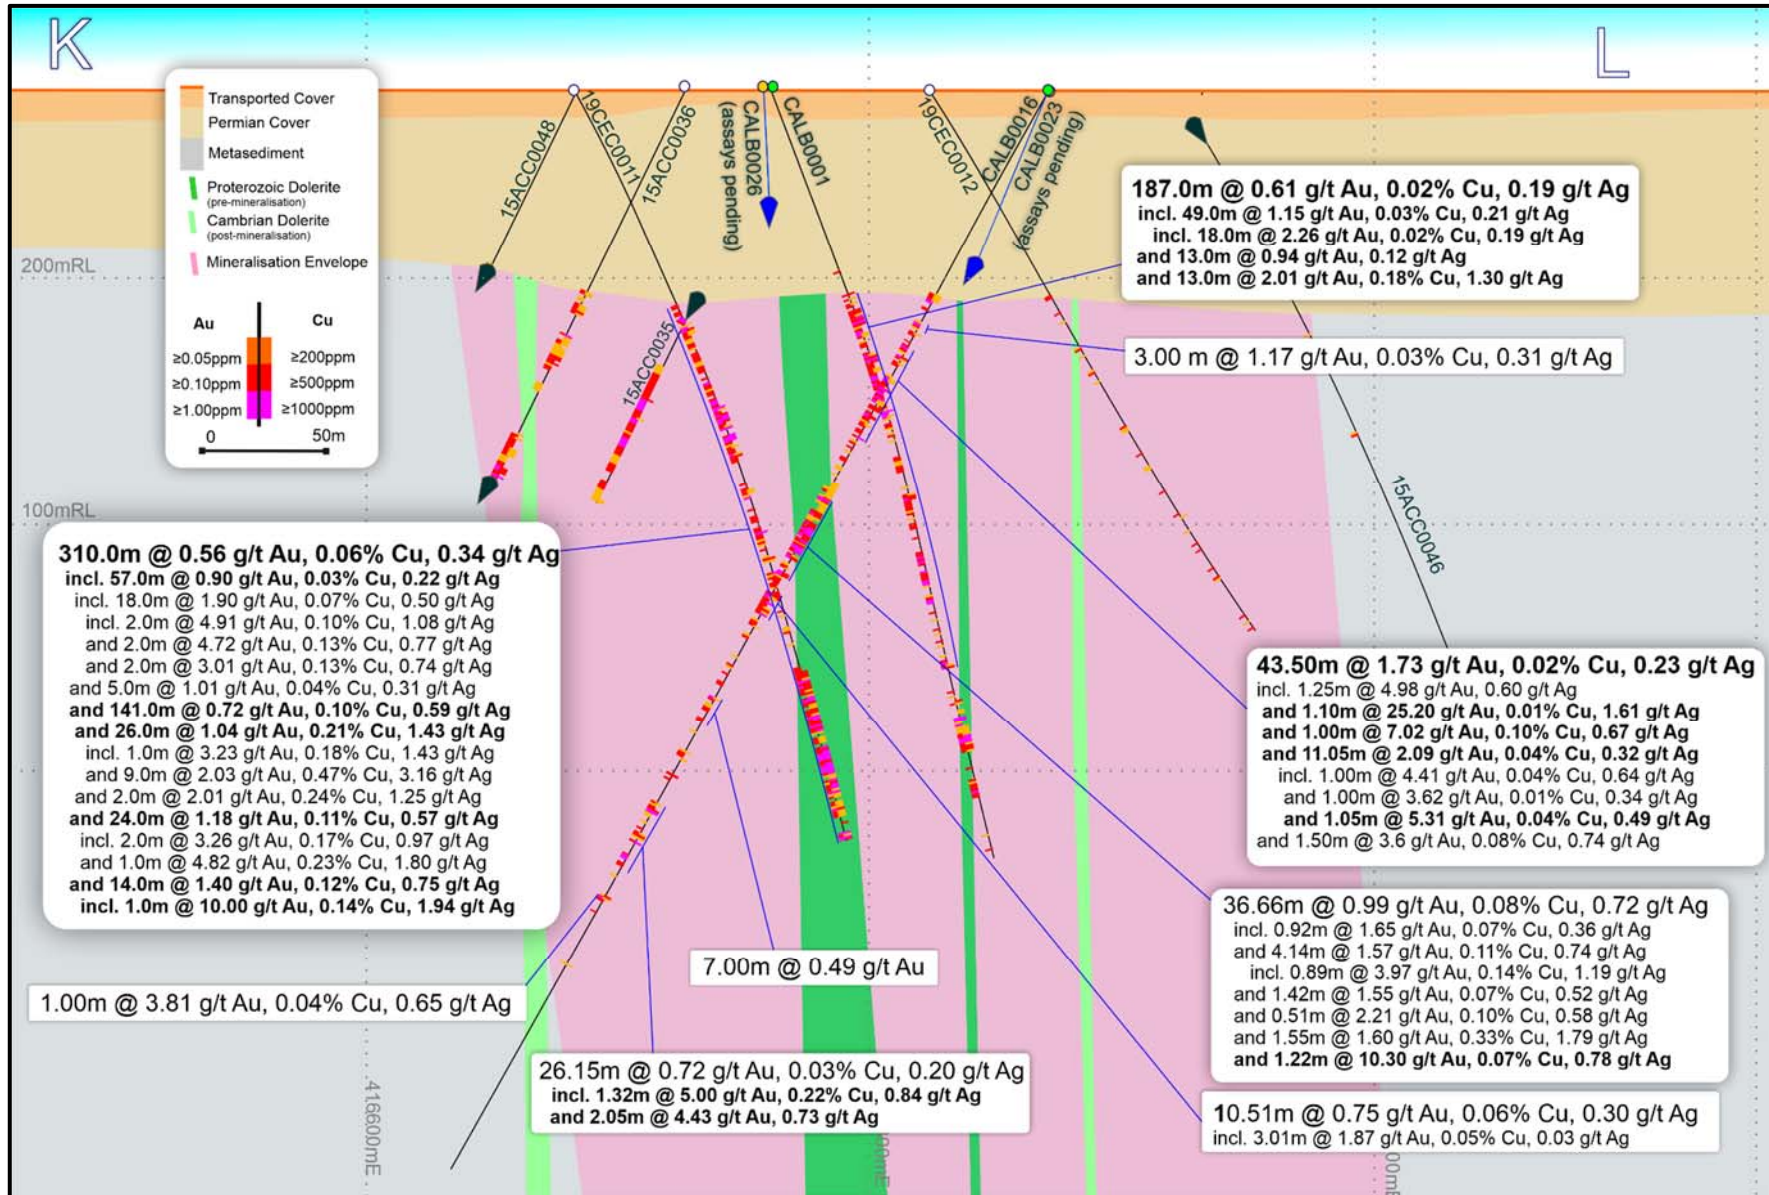 K
L
Transported Cover
Permian Cover
Metasediment
Proterozoic Dolerite
(pre-mineralisation)
Cambrian Dolerite
(post-mineralisation)
Mineralisation Envelope
Au Cu
≥0.05ppm ≥200ppm
≥0.10ppm ≥500ppm
≥1.00ppm ≥1000ppm
0 50m
15ACC0048
19CEC0011
15ACC0036
CALB0026
(assays pending)
CALB0001
19CEC0012
CALB0016
CALB0023
(assays pending)
200mRL
15ACC0035
100mRL
15ACC0046
187.0m @ 0.61 g/t Au, 0.02% Cu, 0.19 g/t Ag
incl. 49.0m @ 1.15 g/t Au, 0.03% Cu, 0.21 g/t Ag
incl. 18.0m @ 2.26 g/t Au, 0.02% Cu, 0.19 g/t Ag
and 13.0m @ 0.94 g/t Au, 0.12 g/t Ag
and 13.0m @ 2.01 g/t Au, 0.18% Cu, 1.30 g/t Ag
3.00 m @ 1.17 g/t Au, 0.03% Cu, 0.31 g/t Ag
310.0m @ 0.56 g/t Au, 0.06% Cu, 0.34 g/t Ag
incl. 57.0m @ 0.90 g/t Au, 0.03% Cu, 0.22 g/t Ag
incl. 18.0m @ 1.90 g/t Au, 0.07% Cu, 0.50 g/t Ag
incl. 2.0m @ 4.91 g/t Au, 0.10% Cu, 1.08 g/t Ag
and 2.0m @ 4.72 g/t Au, 0.13% Cu, 0.77 g/t Ag
and 2.0m @ 3.01 g/t Au, 0.13% Cu, 0.74 g/t Ag
and 5.0m @ 1.01 g/t Au, 0.04% Cu, 0.31 g/t Ag
and 141.0m @ 0.72 g/t Au, 0.10% Cu, 0.59 g/t Ag
and 26.0m @ 1.04 g/t Au, 0.21% Cu, 1.43 g/t Ag
incl. 1.0m @ 3.23 g/t Au, 0.18% Cu, 1.43 g/t Ag
and 9.0m @ 2.03 g/t Au, 0.47% Cu, 3.16 g/t Ag
and 2.0m @ 2.01 g/t Au, 0.24% Cu, 1.25 g/t Ag
and 24.0m @ 1.18 g/t Au, 0.11% Cu, 0.57 g/t Ag
incl. 2.0m @ 3.26 g/t Au, 0.17% Cu, 0.97 g/t Ag
and 1.0m @ 4.82 g/t Au, 0.23% Cu, 1.80 g/t Ag
and 14.0m @ 1.40 g/t Au, 0.12% Cu, 0.75 g/t Ag
incl. 1.0m @ 10.00 g/t Au, 0.14% Cu, 1.94 g/t Ag
43.50m @ 1.73 g/t Au, 0.02% Cu, 0.23 g/t Ag
incl. 1.25m @ 4.98 g/t Au, 0.60 g/t Ag
and 1.10m @ 25.20 g/t Au, 0.01% Cu, 1.61 g/t Ag
and 1.00m @ 7.02 g/t Au, 0.10% Cu, 0.67 g/t Ag
and 11.05m @ 2.09 g/t Au, 0.04% Cu, 0.32 g/t Ag
incl. 1.00m @ 4.41 g/t Au, 0.04% Cu, 0.64 g/t Ag
and 1.00m @ 3.62 g/t Au, 0.01% Cu, 0.34 g/t Ag
and 1.05m @ 5.31 g/t Au, 0.04% Cu, 0.49 g/t Ag
and 1.50m @ 3.6 g/t Au, 0.08% Cu, 0.74 g/t Ag
36.66m @ 0.99 g/t Au, 0.08% Cu, 0.72 g/t Ag
incl. 0.92m @ 1.65 g/t Au, 0.07% Cu, 0.36 g/t Ag
and 4.14m @ 1.57 g/t Au, 0.11% Cu, 0.74 g/t Ag
incl. 0.89m @ 3.97 g/t Au, 0.14% Cu, 1.19 g/t Ag
and 1.42m @ 1.55 g/t Au, 0.07% Cu, 0.52 g/t Ag
and 0.51m @ 2.21 g/t Au, 0.10% Cu, 0.58 g/t Ag
and 1.55m @ 1.60 g/t Au, 0.33% Cu, 1.79 g/t Ag
and 1.22m @ 10.30 g/t Au, 0.07% Cu, 0.78 g/t Ag
7.00m @ 0.49 g/t Au
1.00m @ 3.81 g/t Au, 0.04% Cu, 0.65 g/t Ag
26.15m @ 0.72 g/t Au, 0.03% Cu, 0.20 g/t Ag
incl. 1.32m @ 5.00 g/t Au, 0.22% Cu, 0.84 g/t Ag
and 2.05m @ 4.43 g/t Au, 0.73 g/t Ag
10.51m @ 0.75 g/t Au, 0.06% Cu, 0.30 g/t Ag
incl. 3.01m @ 1.87 g/t Au, 0.05% Cu, 0.03 g/t Ag
416600mE